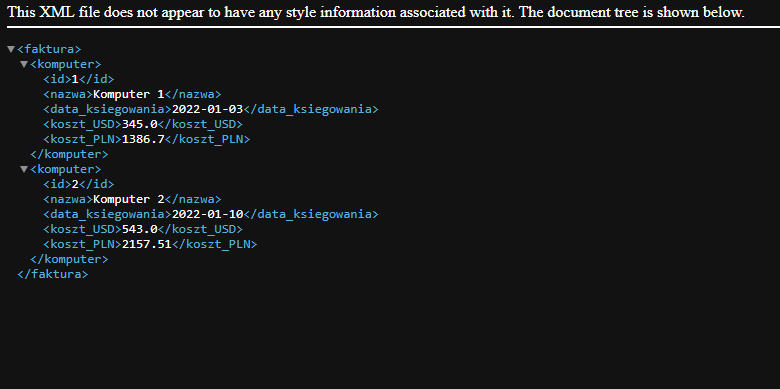 This XML file does not appear to have any style information associated with it. The document tree is shown below.
▼<faktura>
▼<komputer>
<id>1</id>
<nazwa>Komputer 1</nazwa>
<data_ksiegowania>2022-01-03</data_ksiegowania>
<koszt_USD>345.0</koszt_USD>
<koszt_PLN>1386.7</koszt_PLN>
</komputer>
▼<komputer>
<id>2</id>
<nazwa>Komputer 2</nazwa>
<data_ksiegowania>2022-01-10</data_ksiegowania>
<koszt_USD>543.0</koszt_USD>
<koszt_PLN>2157.51</koszt_PLN>
</komputer>
</faktura>